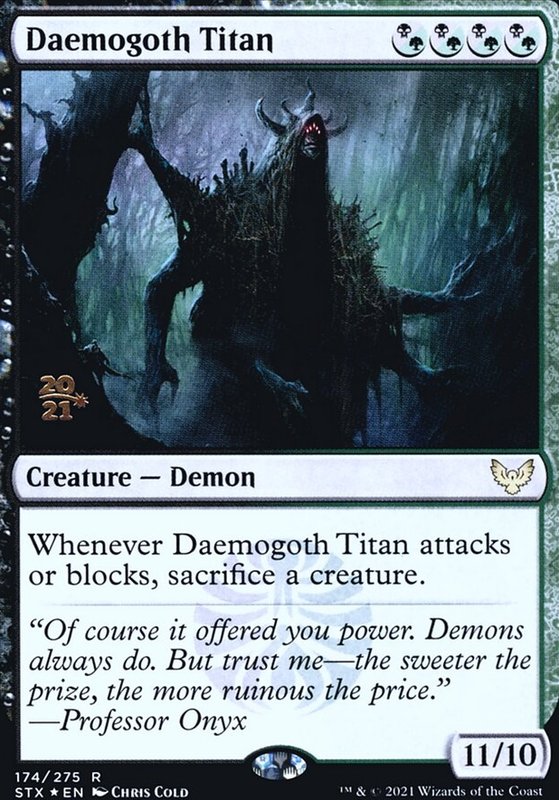 Daemogoth Titan
20
21
Creature — Demon
Whenever Daemogoth Titan attacks
or blocks, sacrifice a creature.
“Of course it offered you power. Demons
always do. But trust me—the sweeter the
prize, the more ruinous the price.”
—Professor Onyx
11/10
174/275 R
STX ★ EN Chris Cold
™ & © 2021 Wizards of the Coast